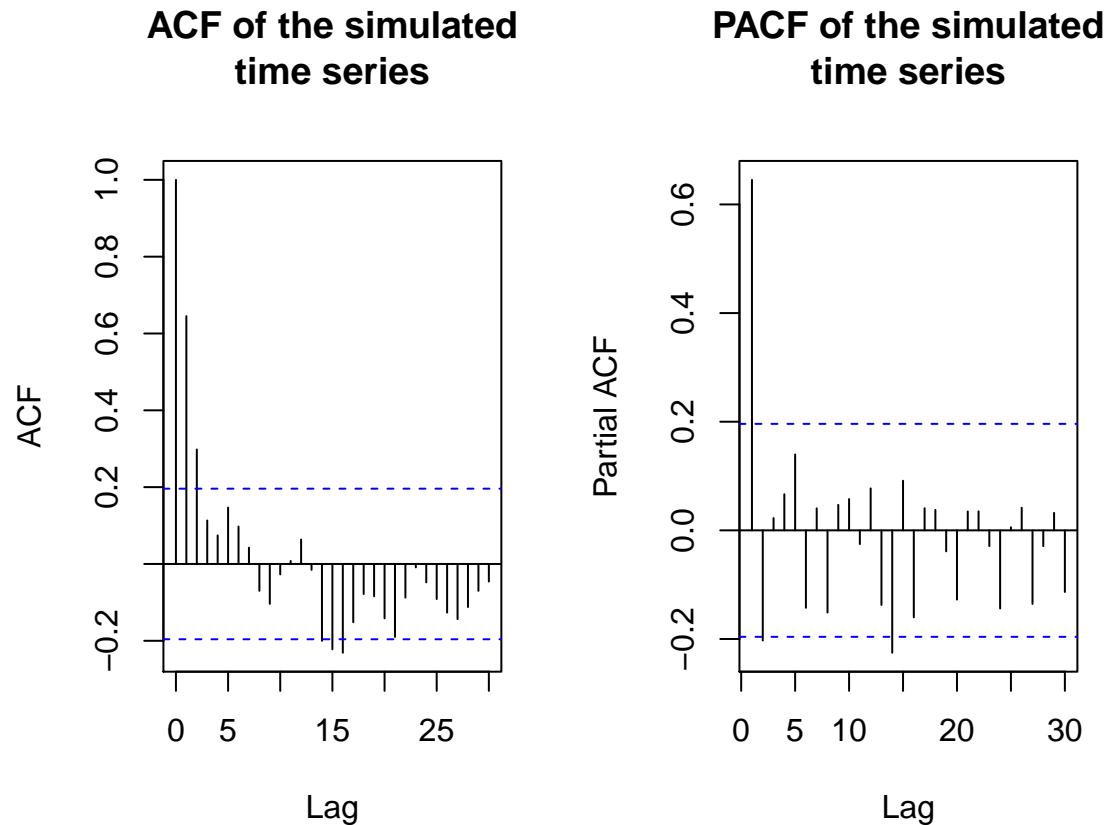 ACF of the simulated
time series
ACF
1.0
0.8
0.6
0.4
0.2
−0.2
0 5 15 25
Lag
PACF of the simulated
time series
Partial ACF
0.6
0.4
0.2
0.0
−0.2
0 5 10 20 30
Lag